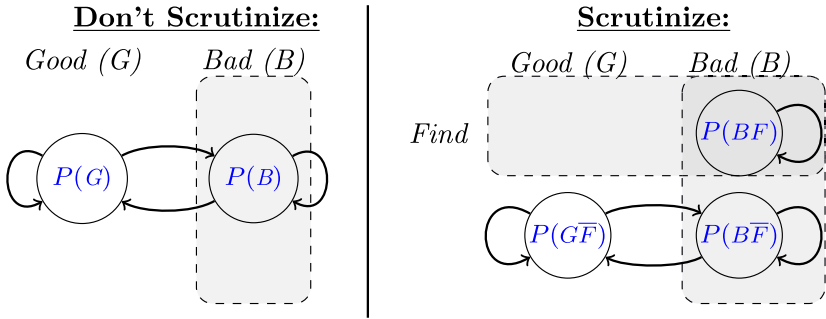 Don't Scrutinize:
Good (G) Bad (B)
P(G) P(B)
Scrutinize:
Good (G) Bad (B)
Find P(BF)
P(GF̅) P(BF̅)